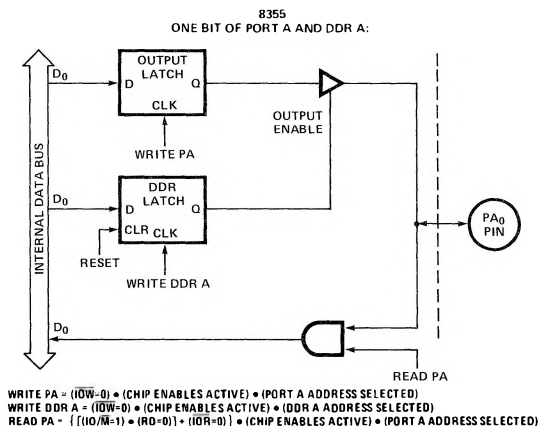 8355
ONE BIT OF PORT A AND DDR A:
INTERNAL DATA BUS
D₀
OUTPUT
LATCH
D
Q
CLK
WRITE PA
OUTPUT
ENABLE
D₀
DDR
LATCH
D
Q
CLR CLK
RESET
WRITE DDR A
PA₀
PIN
D₀
READ PA
WRITE PA = (I̅O̅W̅=0) • (CHIP ENABLES ACTIVE) • (PORT A ADDRESS SELECTED)
WRITE DDR A = (I̅O̅W̅=0) • (CHIP ENABLES ACTIVE) • (DDR A ADDRESS SELECTED)
READ PA = {[(IO/M̅=1) • (RD=0)] + (I̅O̅R̅=0)} • (CHIP ENABLES ACTIVE) • (PORT A ADDRESS SELECTED)